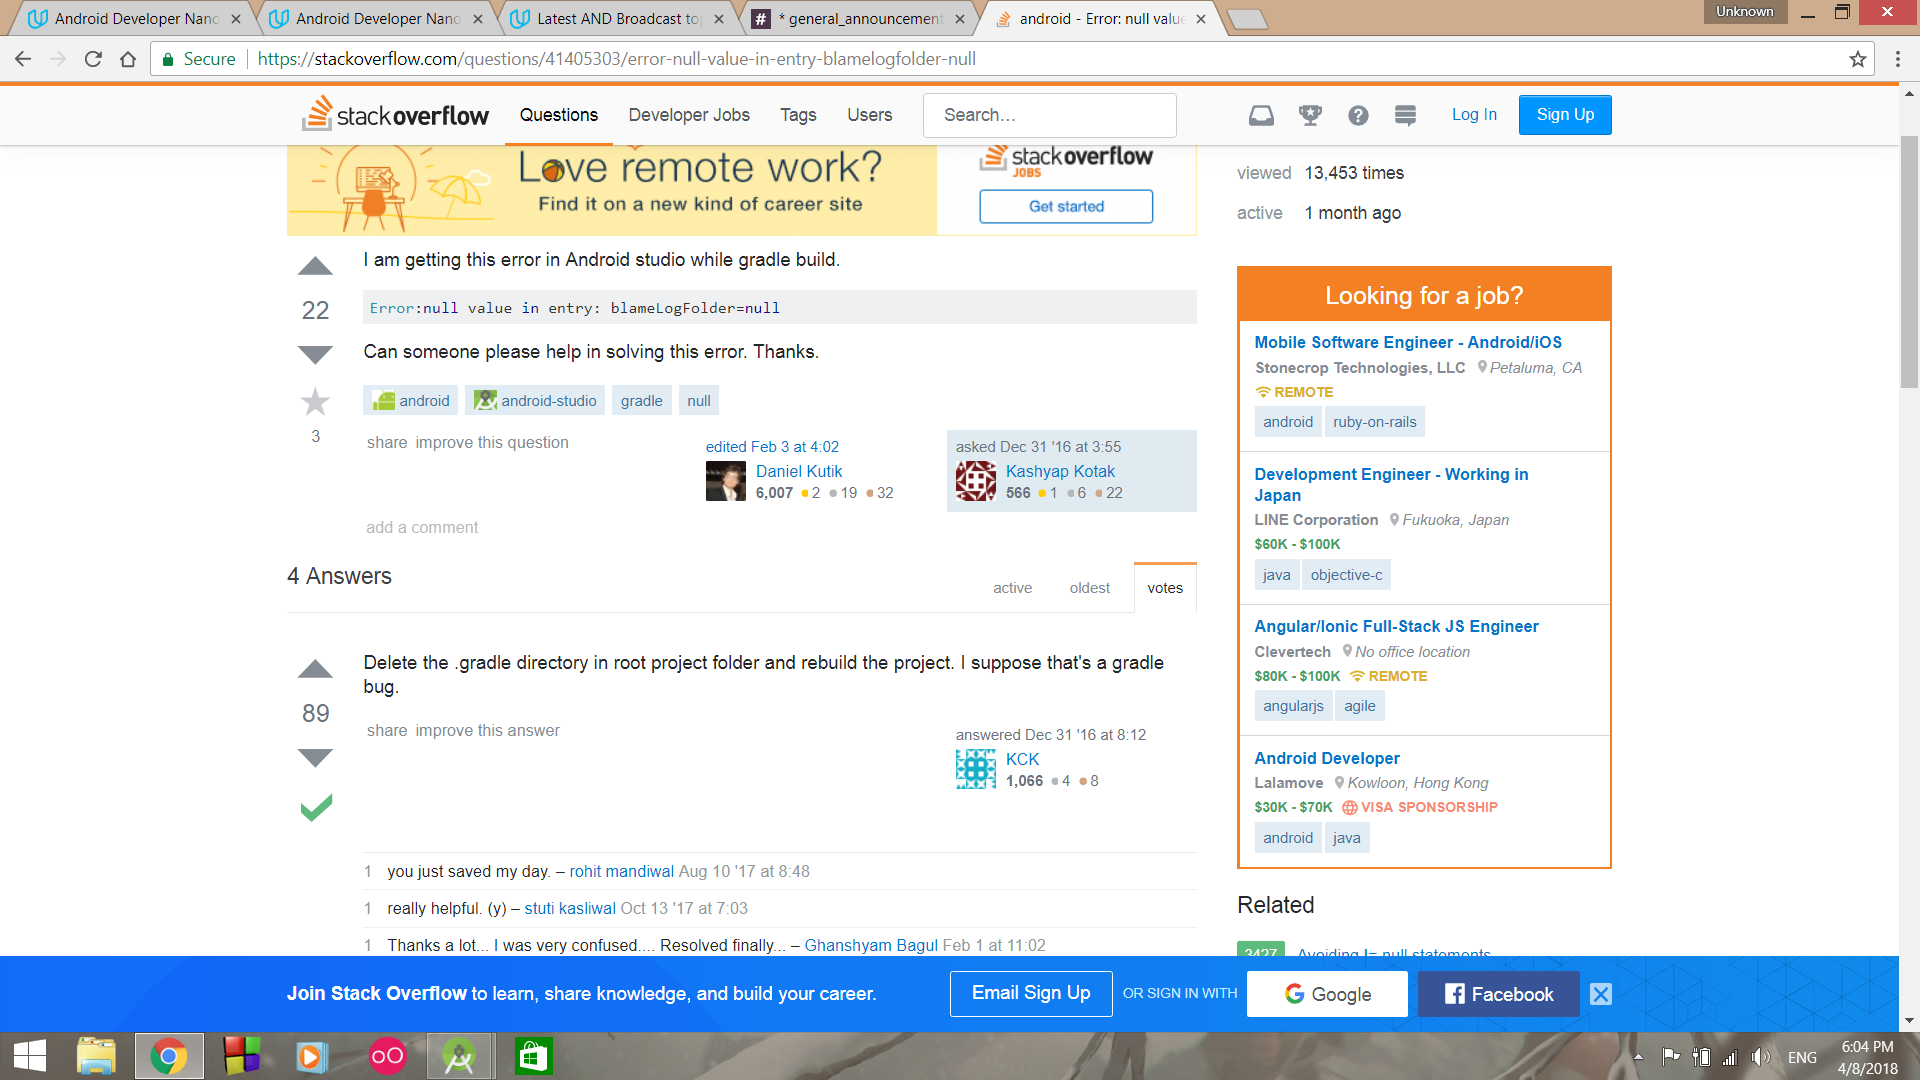 Android Developer Nano
Android Developer Nano
Latest AND Broadcast to
* general_announcement
android - Error: null value
Unknown
Secure
https://stackoverflow.com/questions/41405303/error-null-value-in-entry-blamelogfolder-null
stackoverflow
Questions
Developer Jobs
Tags
Users
Search...
Log In
Sign Up
Love remote work?
Find it on a new kind of career site
stackoverflow
JOBS
Get started
viewed 13,453 times
active 1 month ago
I am getting this error in Android studio while gradle build.
22
Error:null value in entry: blameLogFolder=null
Can someone please help in solving this error. Thanks.
android android-studio gradle null
3
share improve this question
edited Feb 3 at 4:02
Daniel Kutik
6,007 2 19 32
asked Dec 31 '16 at 3:55
Kashyap Kotak
566 1 6 22
add a comment
4 Answers
active oldest votes
Delete the .gradle directory in root project folder and rebuild the project. I suppose that's a gradle
bug.
89
share improve this answer
answered Dec 31 '16 at 8:12
KCK
1,066 4 8
1 you just saved my day. – rohit mandiwal Aug 10 '17 at 8:48
1 really helpful. (y) – stuti kasliwal Oct 13 '17 at 7:03
1 Thanks a lot... I was very confused.... Resolved finally... – Ghanshyam Bagul Feb 1 at 11:02
Looking for a job?
Mobile Software Engineer - Android/iOS
Stonecrop Technologies, LLC Petaluma, CA
REMOTE
android ruby-on-rails
Development Engineer - Working in
Japan
LINE Corporation Fukuoka, Japan
$60K - $100K
java objective-c
Angular/Ionic Full-Stack JS Engineer
Clevertech No office location
$80K - $100K REMOTE
angularjs agile
Android Developer
Lalamove Kowloon, Hong Kong
$30K - $70K VISA SPONSORSHIP
android java
Related
3427 Avoiding != null statements
Join Stack Overflow to learn, share knowledge, and build your career.
Email Sign Up
OR SIGN IN WITH
Google
Facebook
ENG
6:04 PM
4/8/2018